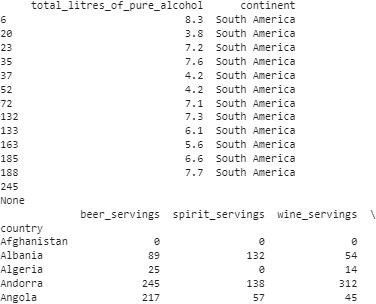 total_litres_of_pure_alcohol continent
6 8.3 South America
20 3.8 South America
23 7.2 South America
35 7.6 South America
37 4.2 South America
52 4.2 South America
72 7.1 South America
132 7.3 South America
133 6.1 South America
163 5.6 South America
185 6.6 South America
188 7.7 South America
245
None
beer_servings spirit_servings wine_servings \
country
Afghanistan 0 0 0
Albania 89 132 54
Algeria 25 0 14
Andorra 245 138 312
Angola 217 57 45